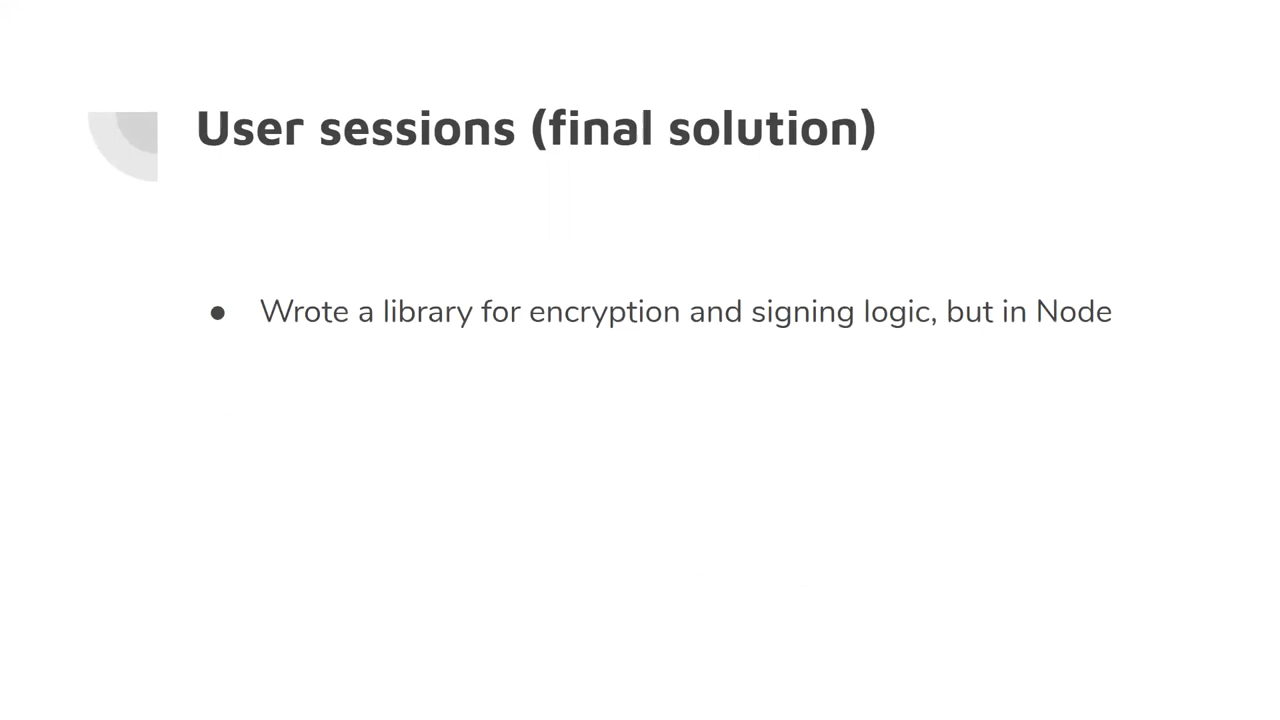 User sessions (final solution)
● Wrote a library for encryption and signing logic, but in Node